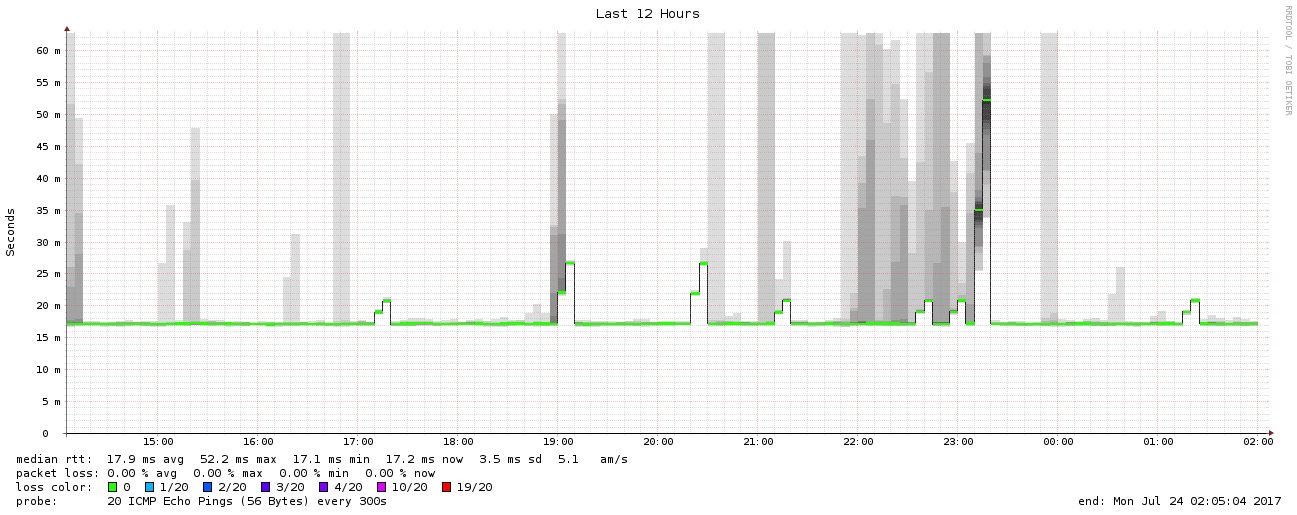 Last 12 Hours
RRDTOOL / TOBI OETIKER
Seconds
60 m
55 m
50 m
45 m
40 m
35 m
30 m
25 m
20 m
15 m
10 m
5 m
0
15:00 16:00 17:00 18:00 19:00 20:00 21:00 22:00 23:00 00:00 01:00 02:00
median rtt: 17.9 ms avg 52.2 ms max 17.1 ms min 17.2 ms now 3.5 ms sd 5.1 am/s
packet loss: 0.00 % avg 0.00 % max 0.00 % min 0.00 % now
loss color: 0 1/20 2/20 3/20 4/20 10/20 19/20
probe: 20 ICMP Echo Pings (56 Bytes) every 300s end: Mon Jul 24 02:05:04 2017